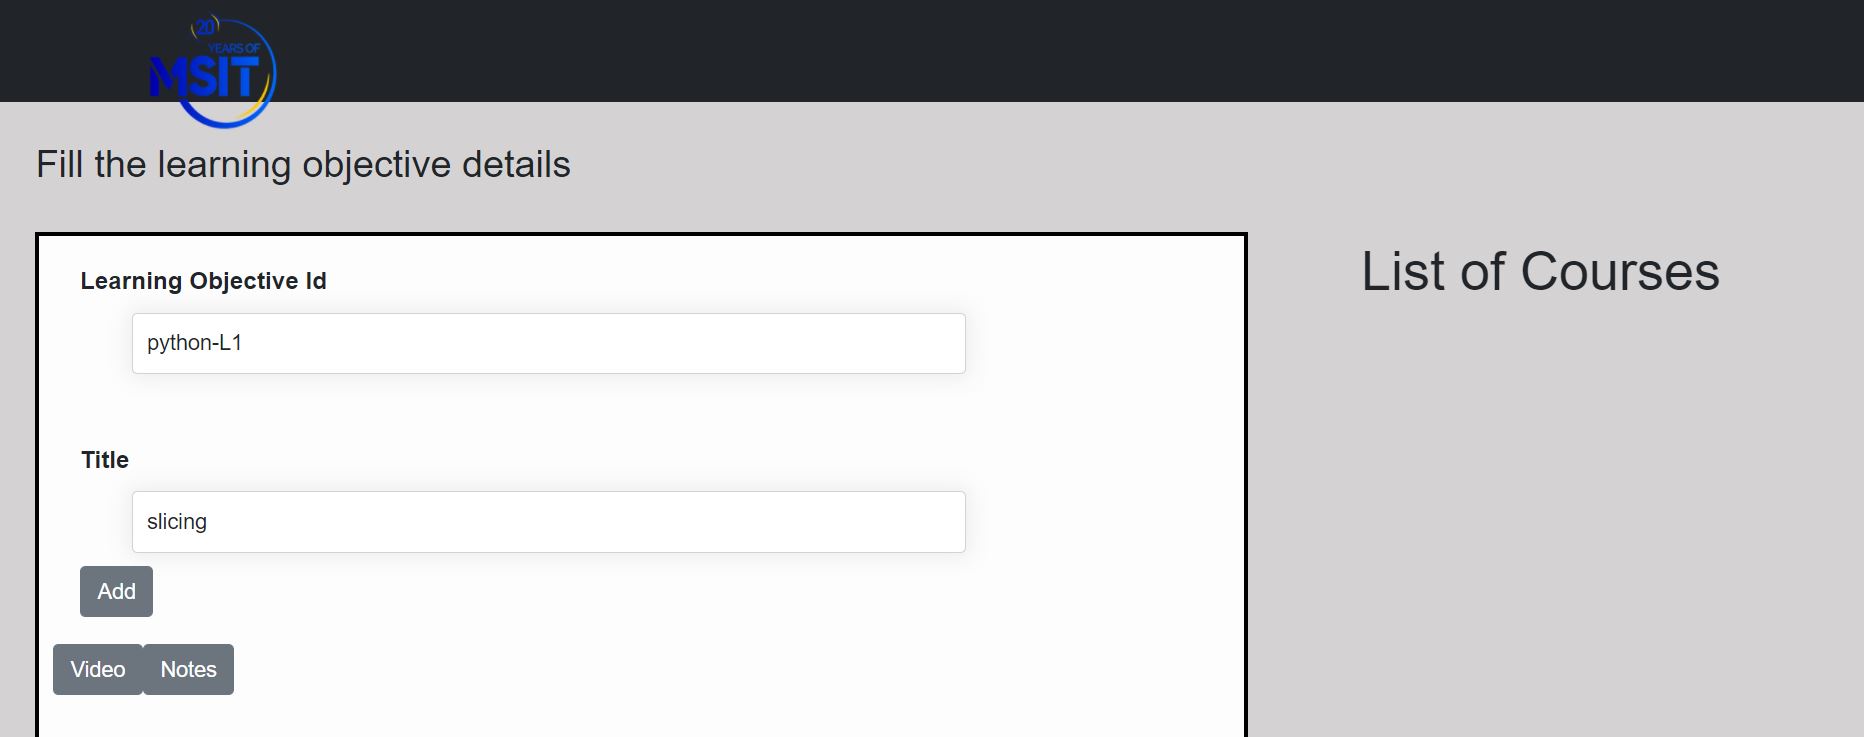 20
YEARS OF
MSIT
Fill the learning objective details
Learning Objective Id
python-L1
Title
slicing
Add
Video Notes
List of Courses